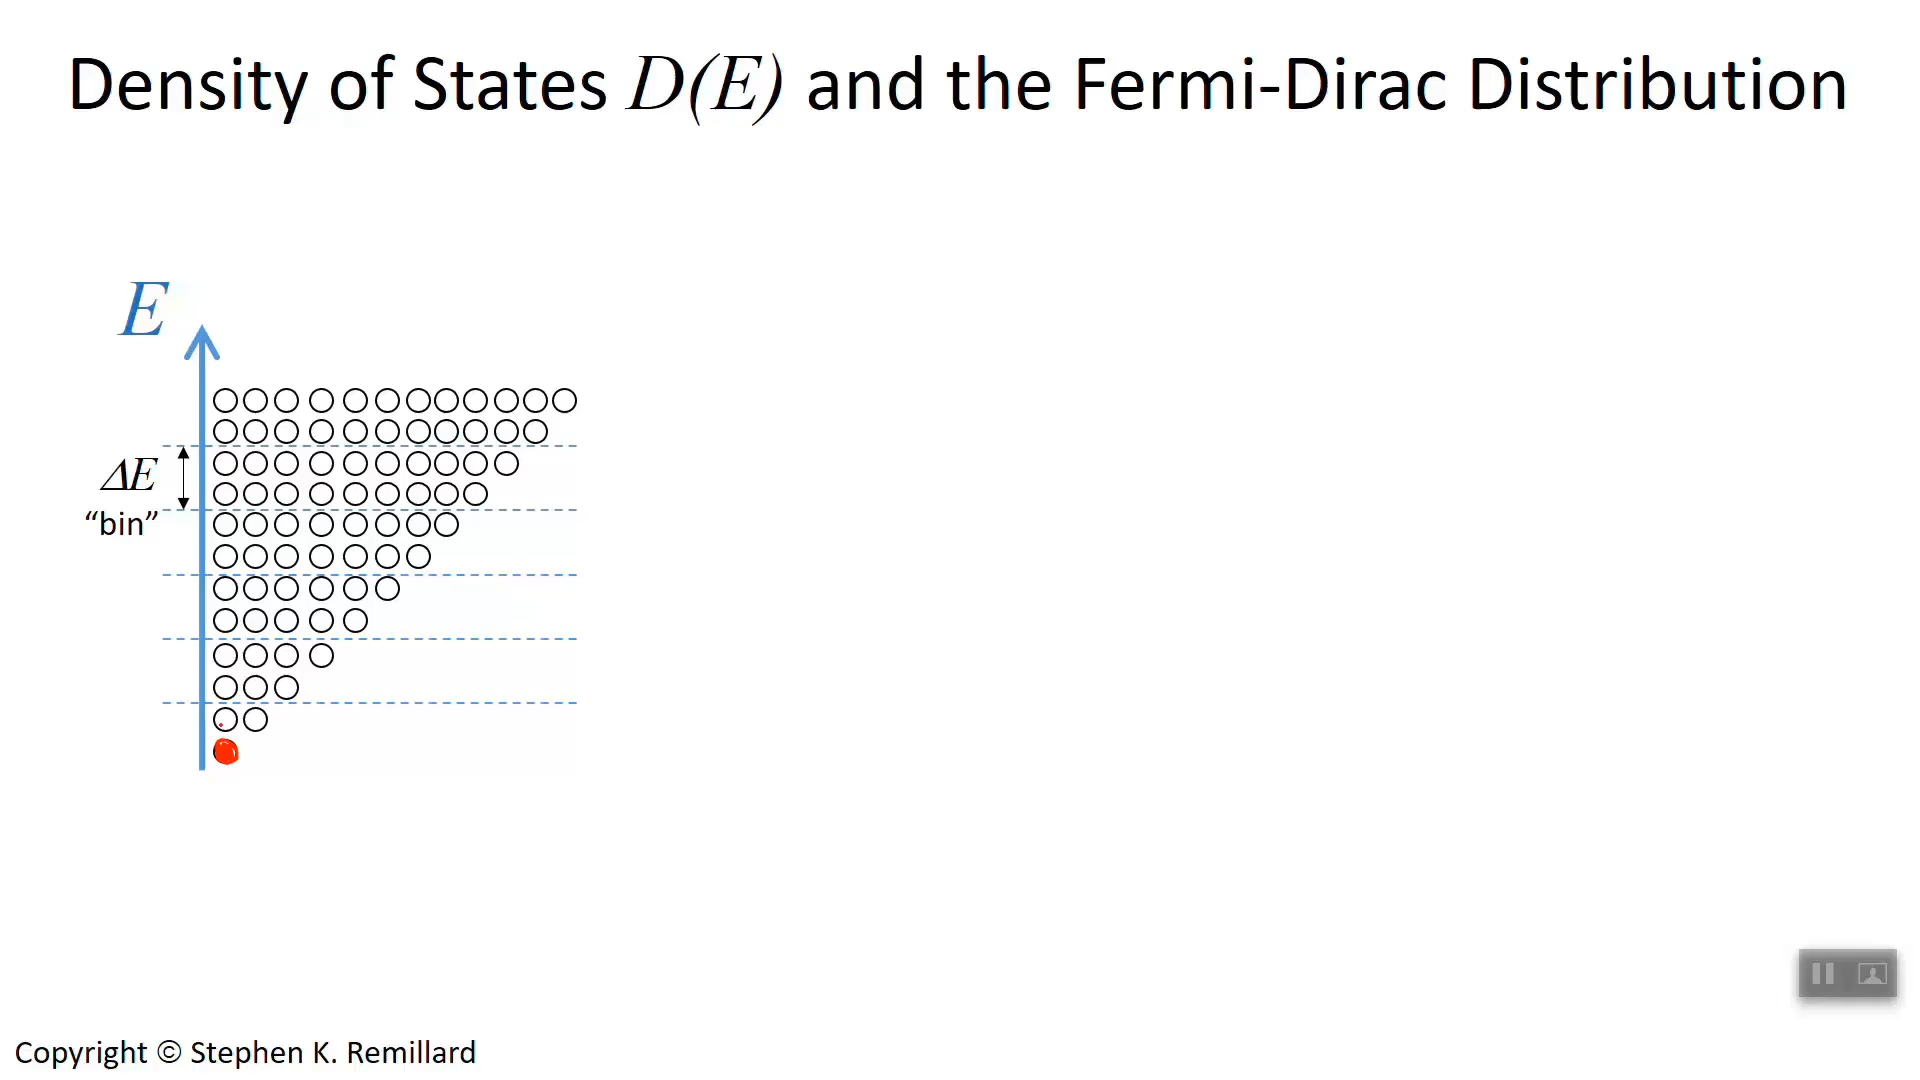 Density of States D(E) and the Fermi-Dirac Distribution
E
ΔE
“bin”
Copyright © Stephen K. Remillard